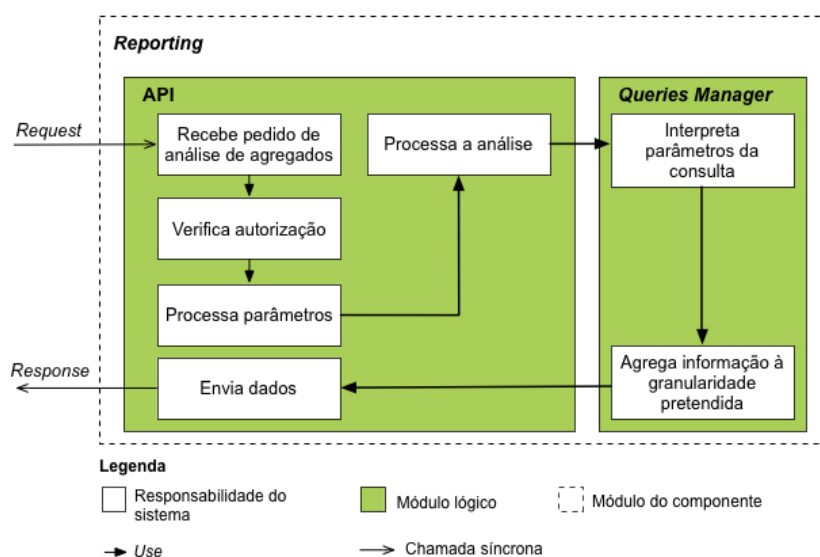 Reporting
API
Queries Manager
Request
Recebe pedido de
análise de agregados
Processa a análise
Interpreta
parâmetros da
consulta
Verifica autorização
Processa parâmetros
Response
Envia dados
Agrega informação à
granularidade
pretendida
Legenda
Responsabilidade do
sistema
Módulo lógico
Módulo do componente
Use
Chamada síncrona